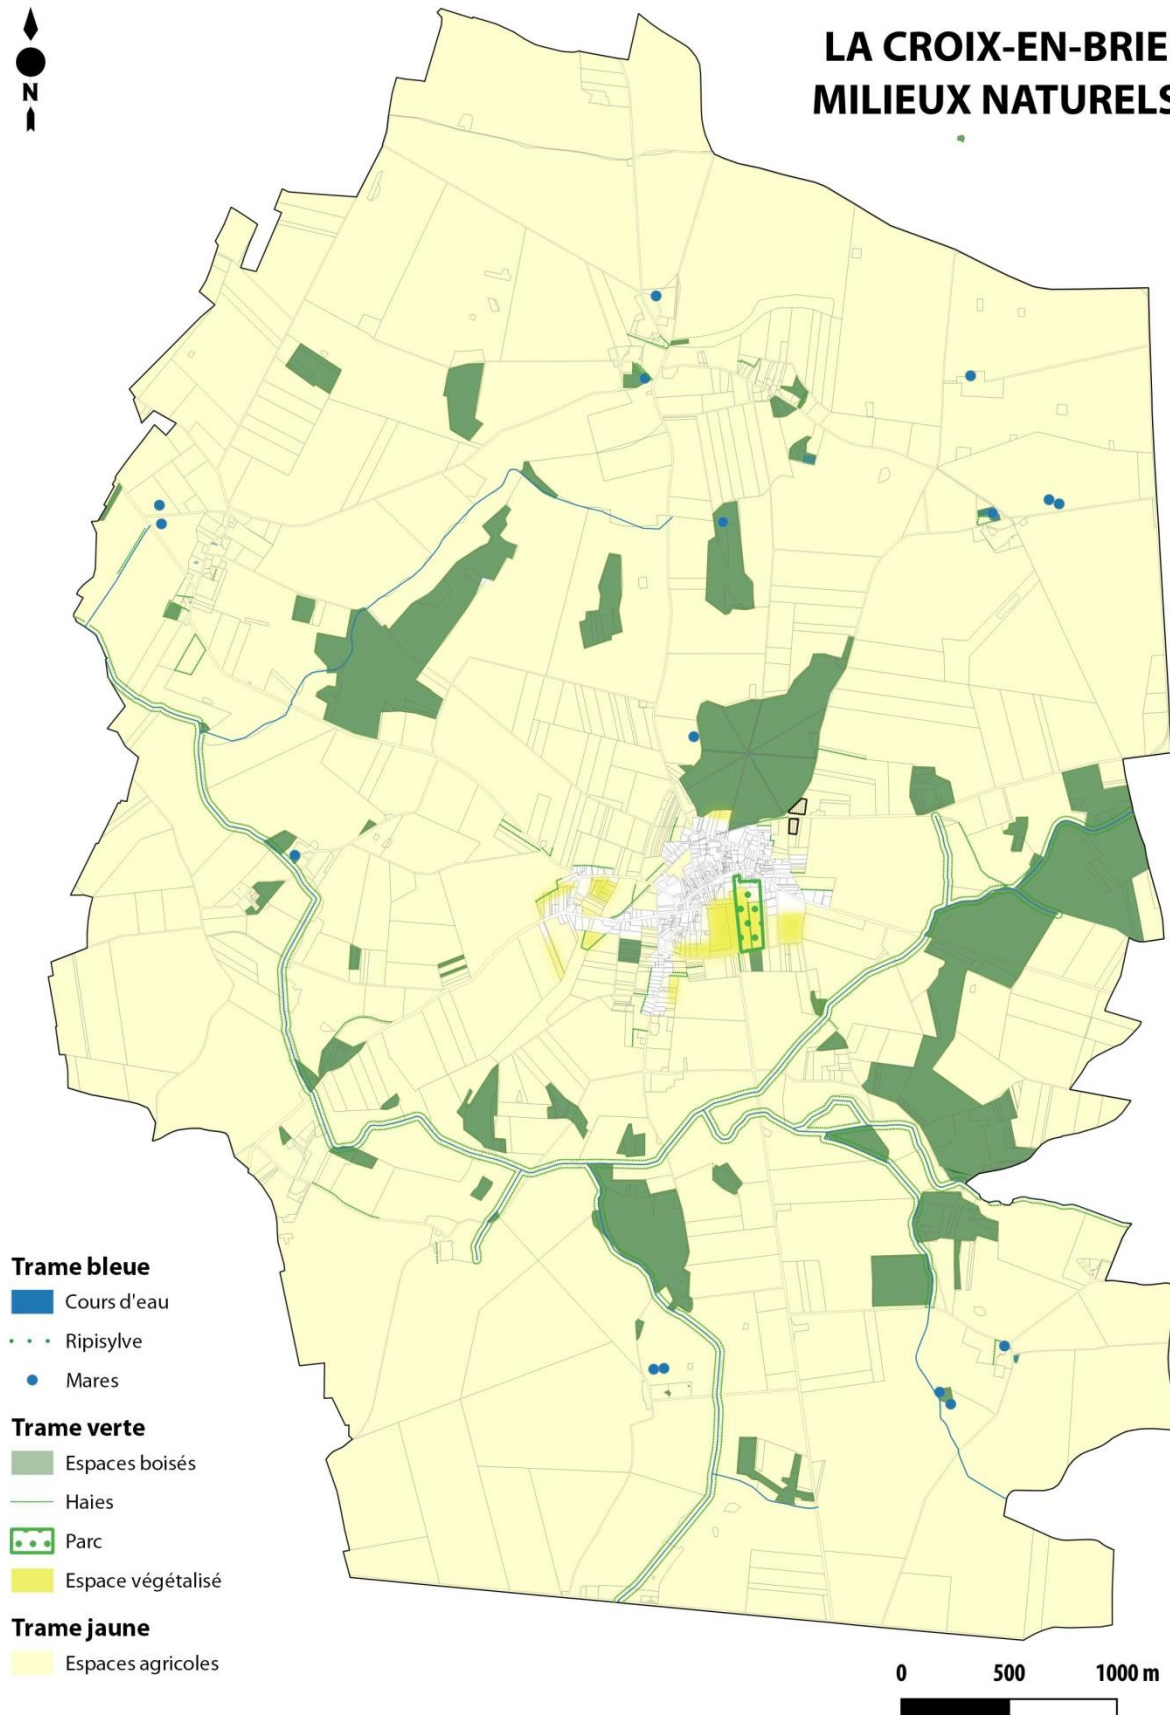 LA CROIX-EN-BRIE
MILIEUX NATURELS
N
Trame bleue
Cours d'eau
Ripisylve
Mares
Trame verte
Espaces boisés
Haies
Parc
Espace végétalisé
Trame jaune
Espaces agricoles
0 500 1000 m